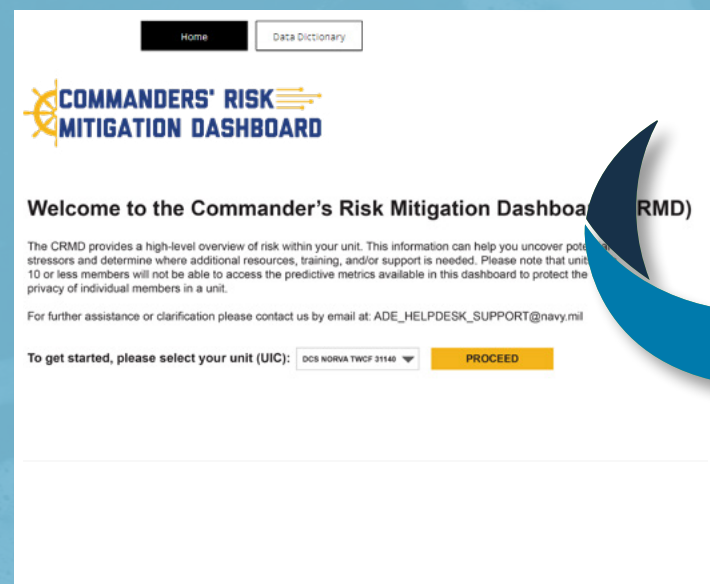 Home
Data Dictionary
COMMANDERS' RISK
MITIGATION DASHBOARD
Welcome to the Commander's Risk Mitigation Dashboa RMD)
The CRMD provides a high-level overview of risk within your unit. This information can help you uncover
stressors and determine where additional resources, training, and/or support is needed. Please note that
10 or less members will not be able to access the predictive metrics available in this dashboard to protect the
privacy of individual members in a unit.
For further assistance or clarification please contact us by email at: ADE_HELPDESK_SUPPORT@navy.mil
To get started, please select your unit (UIC):
DCS NORVA TWCF 31140
PROCEED